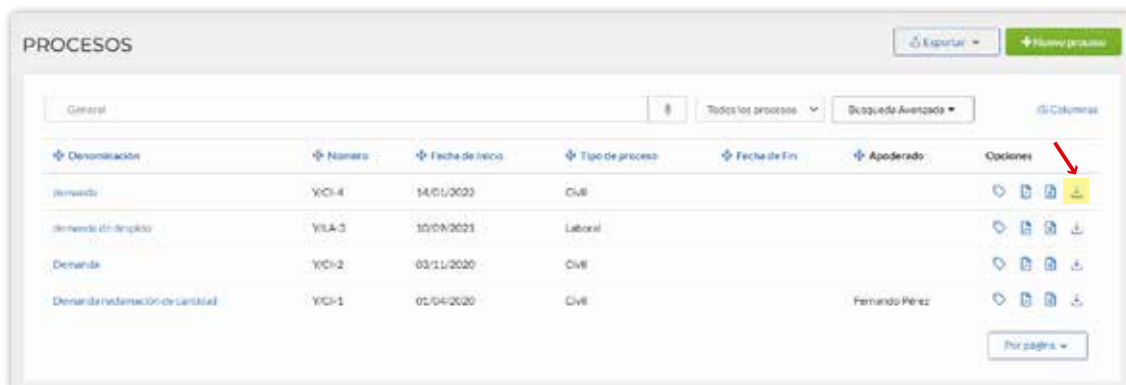 PROCESOS
Exportar
+Nuevo proceso
General
Todos los procesos
Busqueda Avanzada
Columnas
Denominación Número Fecha de Inicio Tipo de proceso Fecha de Fin Apoderado Opciones
demanda Y/CI-4 14/01/2022 Civil
demanda de despido Y/LA-3 10/09/2021 Laboral
Demanda Y/CI-2 03/11/2020 Civil
Demanda reclamación de cantidad Y/CI-1 01/04/2020 Civil Fernando Pérez
Por página